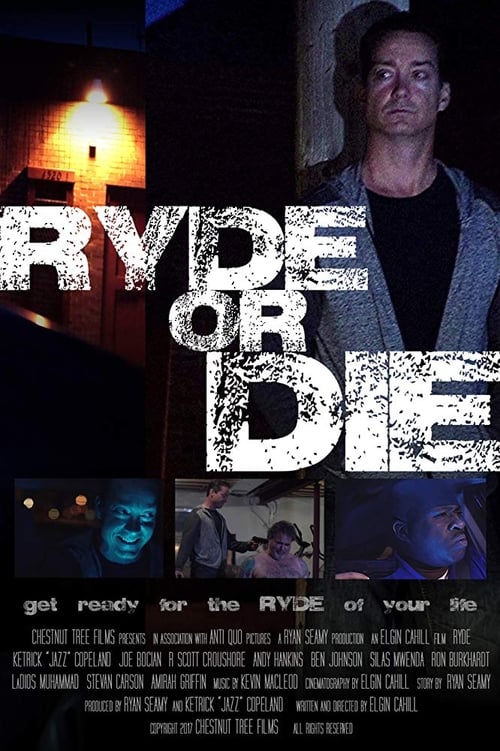 1520
RYDE
OR
DIE
get ready for the RYDE of your life
CHESTNUT TREE FILMS PRESENTS IN ASSOCIATION WITH ANTI QUO PICTURES A RYAN SEAMY PRODUCTION AN ELGIN CAHILL FILM RYDE
KETRICK "JAZZ" COPELAND JOE BOCIAN R SCOTT CROUSHORE ANDY HANKINS BEN JOHNSON SILAS MWENDA RON BURKHARDT
LADIOS MUHAMMAD STEVAN CARSON AMIRAH GRIFFIN MUSIC BY KEVIN MACLEOD CINEMATOGRAPHY BY ELGIN CAHILL STORY BY RYAN SEAMY
PRODUCED BY RYAN SEAMY AND KETRICK "JAZZ" COPELAND WRITTEN AND DIRECTED BY ELGIN CAHILL
COPYRIGHT 2017 CHESTNUT TREE FILMS ALL RIGHTS RESERVED